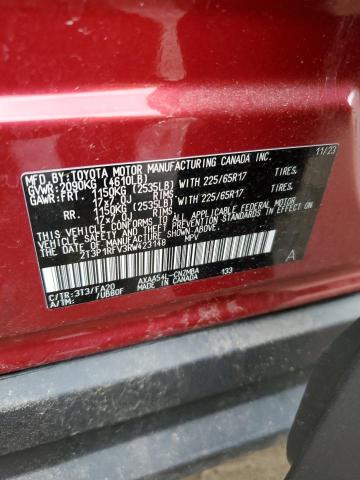 MFD.BY:TOYOTA MOTOR MANUFACTURING CANADA INC. 11/23
GVWR:2090KG (4610LB)
GAWR:FRT. 1150KG (2535LB) WITH 225/65R17 TIRES,
17x7.0J RIMS
RR. 1150KG (2535LB) WITH 225/65R17 TIRES,
17x7.0J RIMS
THIS VEHICLE CONFORMS TO ALL APPLICABLE FEDERAL MOTOR
VEHICLE SAFETY, BUMPER, AND THEFT PREVENTION
STANDARDS IN EFFECT ON THE DATE OF
MANUFACTURE SHOWN ABOVE.
2T3P1RFV3RW423148 MPV
AXAA54L-CNZMBA 133 A
C/TR:3T3/FA20 MADE IN CANADA
A/TM: /UB80F